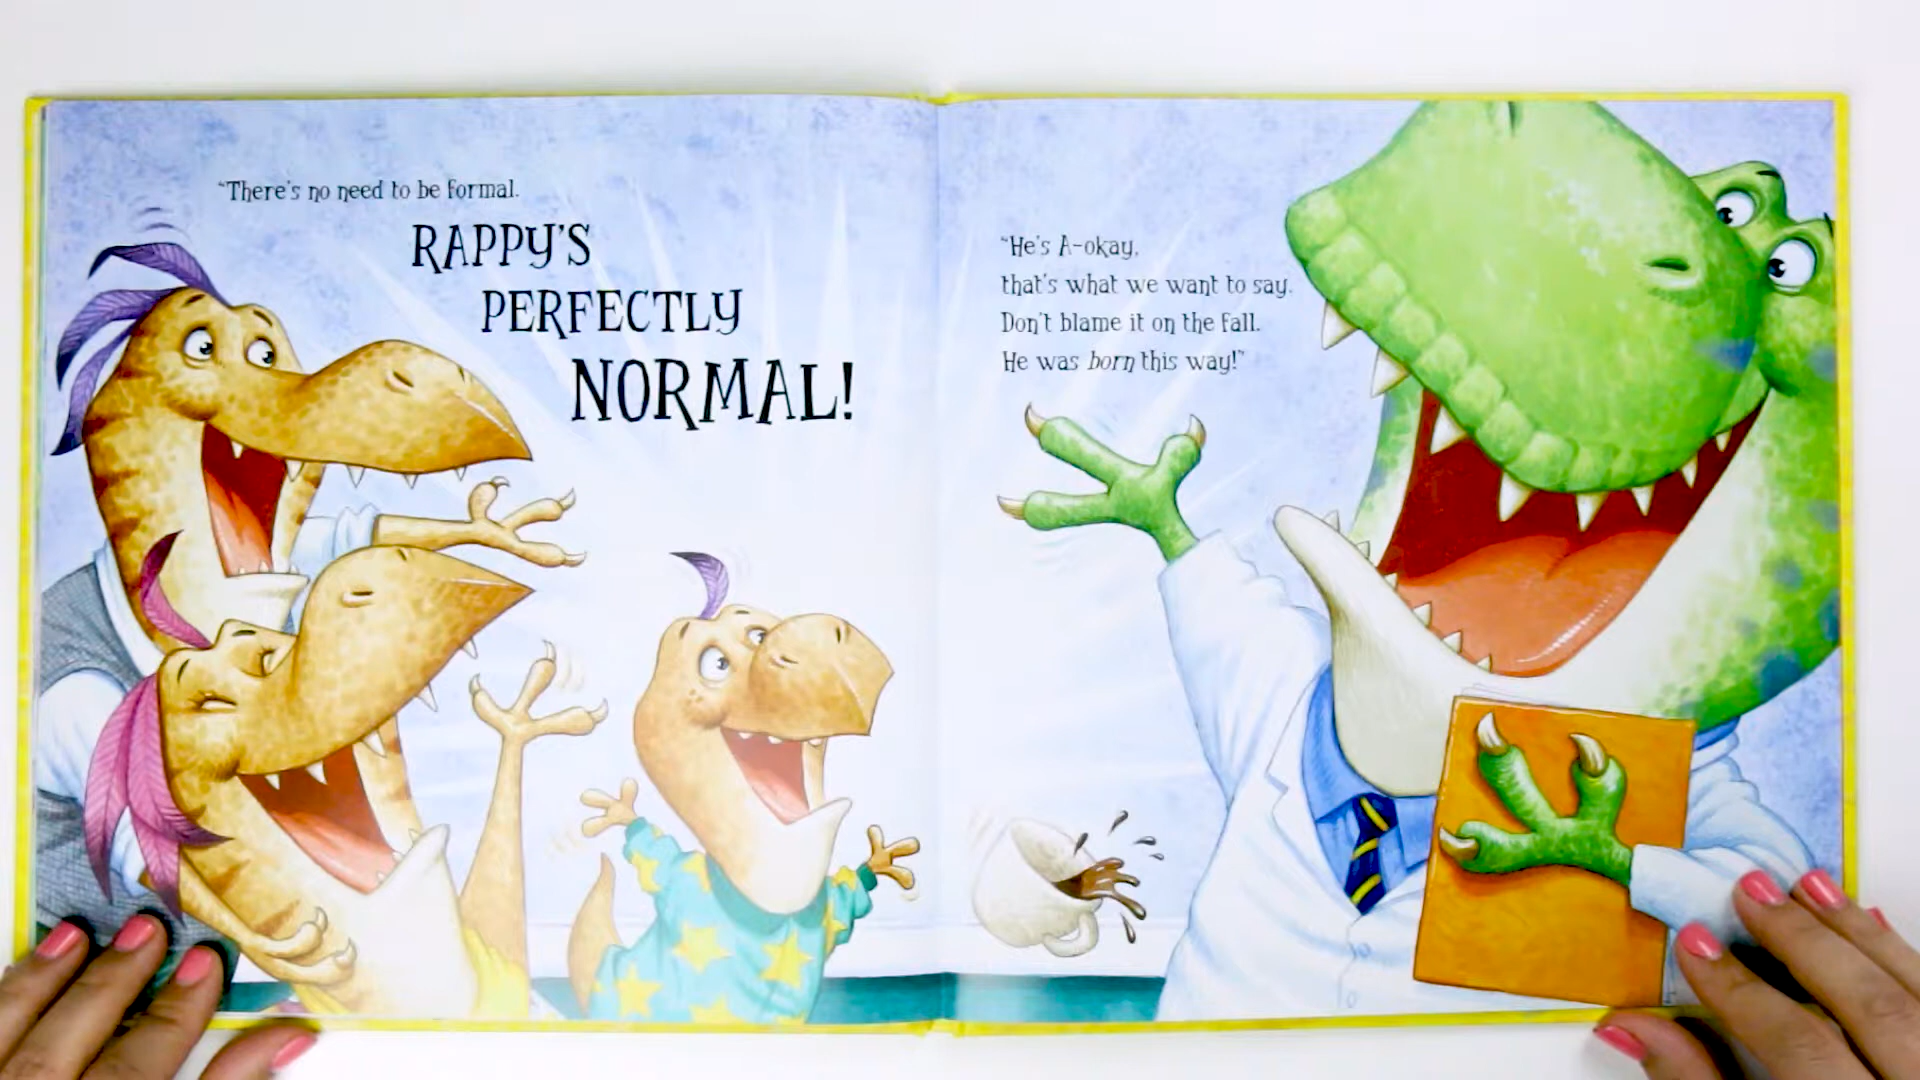 “There's no need to be formal.
RAPPY'S
PERFECTLY
NORMAL!
“He's A-okay,
that's what we want to say.
Don't blame it on the fall.
He was born this way!”